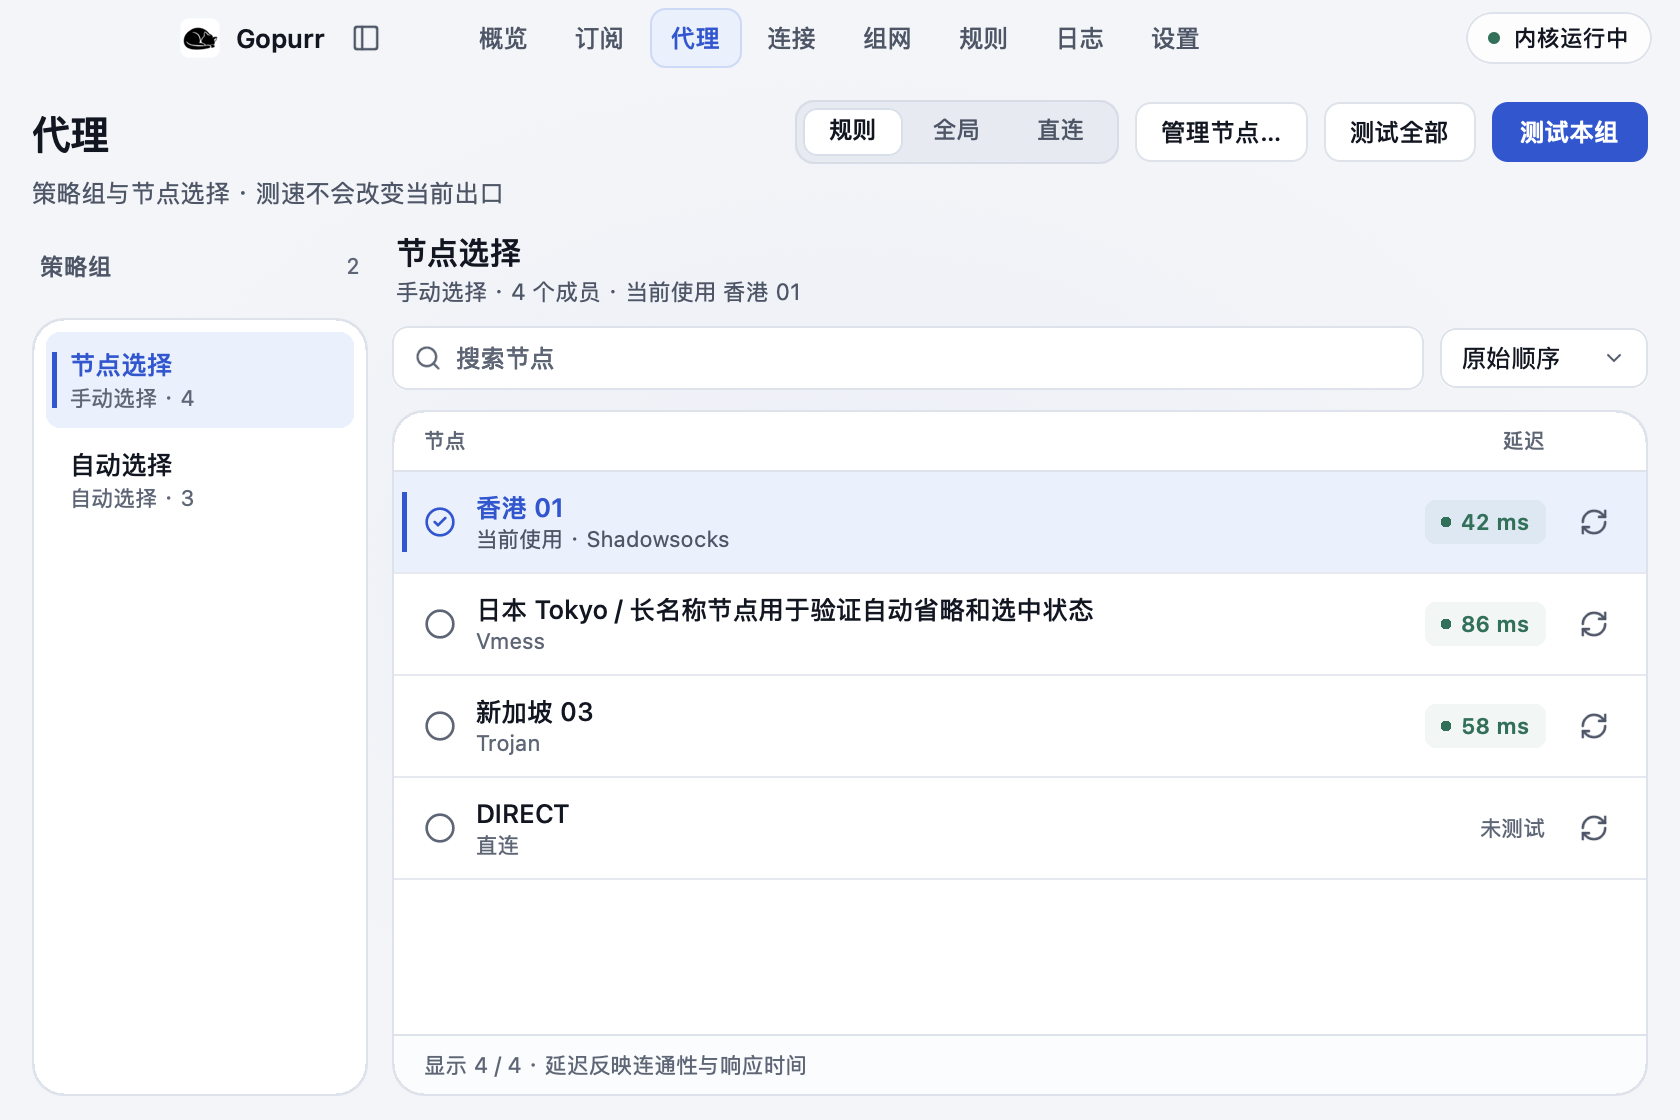 Gopurr
概览 订阅 代理 连接 组网 规则 日志 设置
内核运行中
代理
规则 全局 直连 管理节点... 测试全部 测试本组
策略组与节点选择 · 测速不会改变当前出口
策略组 2
节点选择
手动选择 · 4
自动选择
自动选择 · 3
节点选择
手动选择 · 4 个成员 · 当前使用 香港 01
搜索节点 原始顺序
节点 延迟
香港 01
当前使用 · Shadowsocks
42 ms
日本 Tokyo / 长名称节点用于验证自动省略和选中状态
Vmess
86 ms
新加坡 03
Trojan
58 ms
DIRECT
直连
未测试
显示 4 / 4 · 延迟反映连通性与响应时间